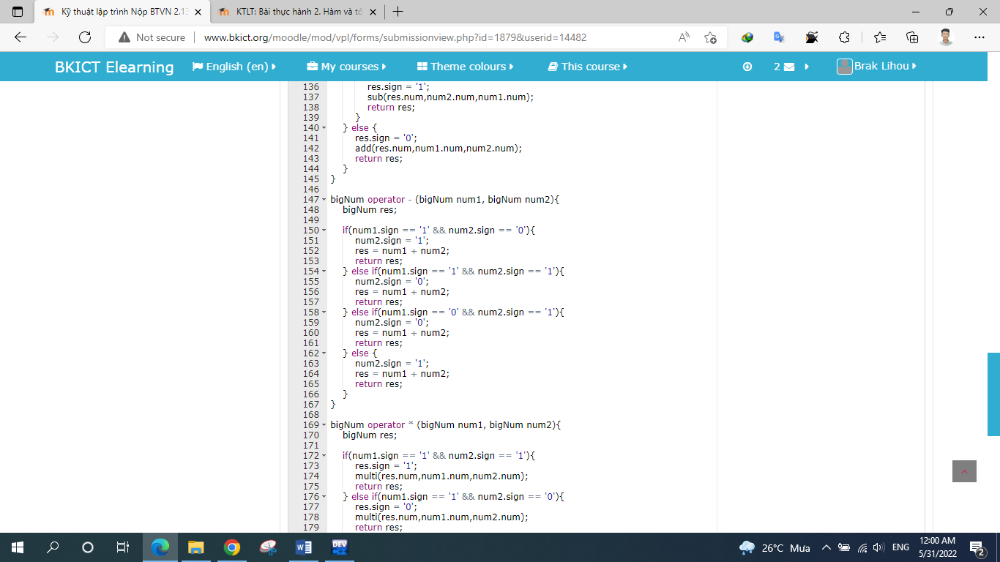 Kỹ thuật lập trình Nộp BTVN 2.13
KTLT: Bài thực hành 2. Hàm và tố
Not secure
www.bkict.org/moodle/mod/vpl/forms/submissionview.php?id=1879&userid=14482
BKICT Elearning
English (en)
My courses
Theme colours
This course
2
Brak Lihou
136 res.sign = '1';
137 sub(res.num,num2.num,num1.num);
138 return res;
139 }
140 } else {
141 res.sign = '0';
142 add(res.num,num1.num,num2.num);
143 return res;
144 }
145 }
146
147 bigNum operator - (bigNum num1, bigNum num2){
148 bigNum res;
149
150 if(num1.sign == '1' && num2.sign == '0'){
151 num2.sign = '1';
152 res = num1 + num2;
153 return res;
154 } else if(num1.sign == '1' && num2.sign == '1'){
155 num2.sign = '0';
156 res = num1 + num2;
157 return res;
158 } else if(num1.sign == '0' && num2.sign == '1'){
159 num2.sign = '0';
160 res = num1 + num2;
161 return res;
162 } else {
163 num2.sign = '1';
164 res = num1 + num2;
165 return res;
166 }
167 }
168
169 bigNum operator * (bigNum num1, bigNum num2){
170 bigNum res;
171
172 if(num1.sign == '1' && num2.sign == '1'){
173 res.sign = '1';
174 multi(res.num,num1.num,num2.num);
175 return res;
176 } else if(num1.sign == '1' && num2.sign == '0'){
177 res.sign = '0';
178 multi(res.num,num1.num,num2.num);
179 return res;
DEV
26°C Mưa
ENG
12:00 AM
5/31/2022
2